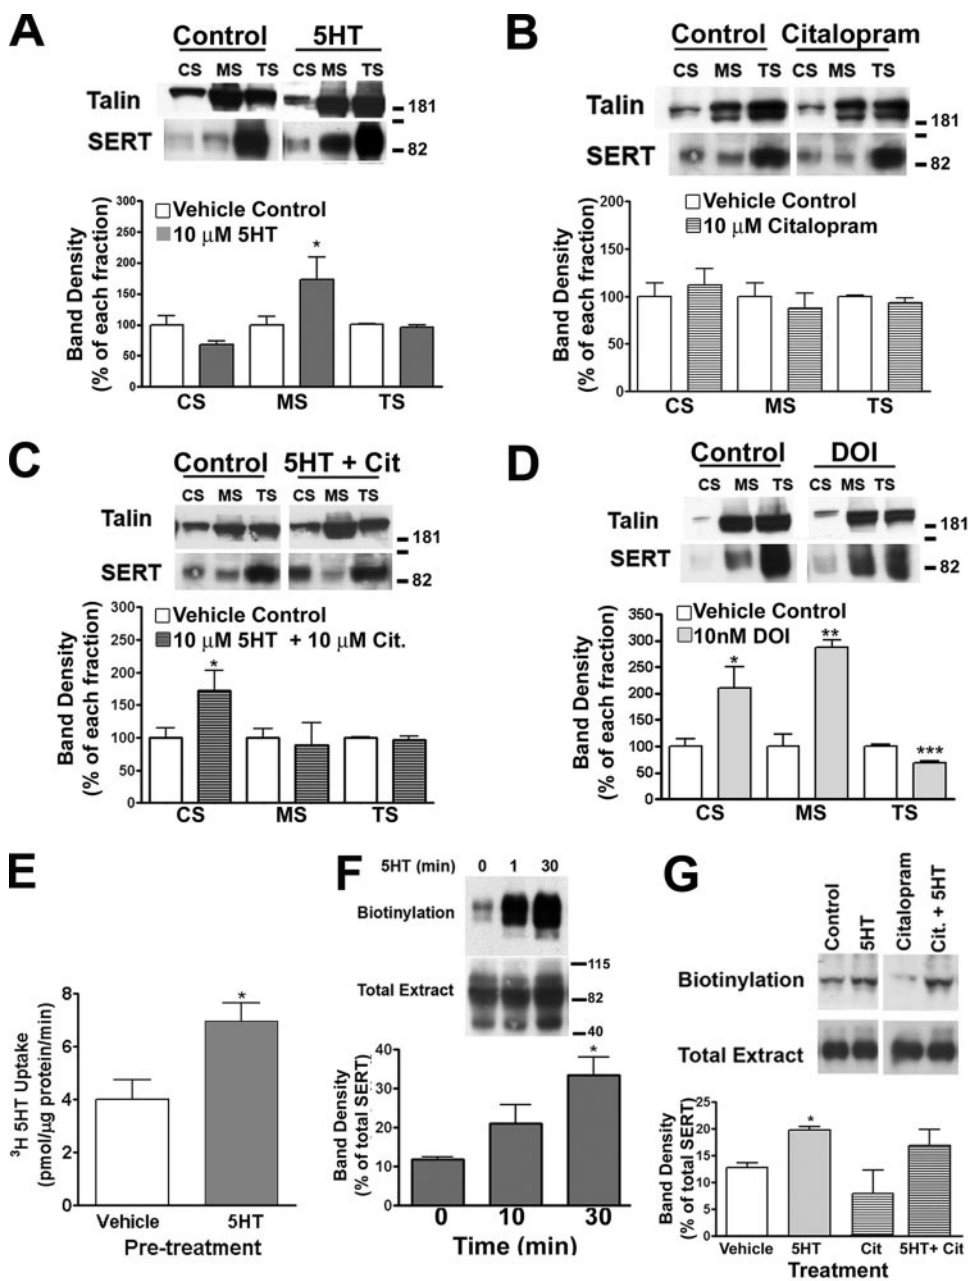 A
Control 5HT
CS MS TS CS MS TS
Talin
181
SERT
82
Band Density
(% of each fraction)
300
250
200
150
100
50
0
Vehicle Control
10 μM 5HT
*
CS MS TS
B
Control Citalopram
CS MS TS CS MS TS
Talin
181
SERT
82
Band Density
(% of each fraction)
200
150
100
50
0
Vehicle Control
10 μM Citalopram
CS MS TS
C
Control 5HT + Cit
CS MS TS CS MS TS
Talin
181
SERT
82
Band Density
(% of each fraction)
300
250
200
150
100
50
0
Vehicle Control
10 μM 5HT + 10 μM Cit.
*
CS MS TS
D
Control DOI
CS MS TS CS MS TS
Talin
181
SERT
82
Band Density
(% of each fraction)
350
300
250
200
150
100
50
0
Vehicle Control
10nM DOI
*
**
***
CS MS TS
E
³H 5HT Uptake
(pmol/μg protein/min)
8
6
4
2
0
*
Vehicle 5HT
Pre-treatment
F
5HT (min) 0 1 30
Biotinylation
Total Extract
115
82
40
Band Density
(% of total SERT)
40
30
20
10
0
*
0 10 30
Time (min)
G
Control 5HT Citalopram Cit. + 5HT
Biotinylation
Total Extract
Band Density
(% of total SERT)
25
20
15
10
5
0
*
Vehicle 5HT Cit 5HT+ Cit
Treatment